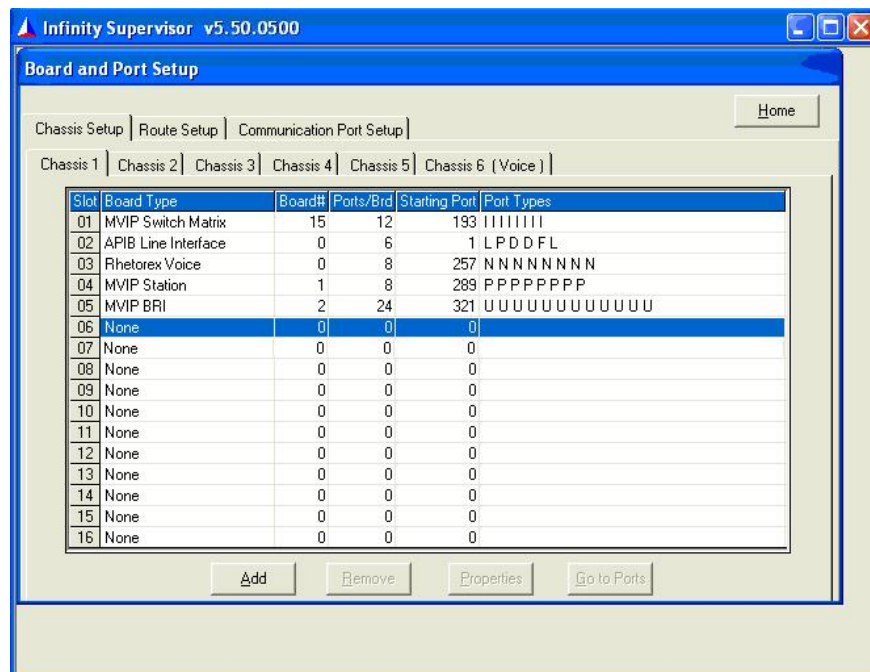 Infinity Supervisor v5.50.0500
Board and Port Setup
Home
Chassis Setup Route Setup Communication Port Setup
Chassis 1 Chassis 2 Chassis 3 Chassis 4 Chassis 5 Chassis 6 (Voice)
Slot Board Type Board# Ports/Brd Starting Port Port Types
01 MVIP Switch Matrix 15 12 193 I I I I I I I I
02 APIB Line Interface 0 6 1 L P D D F L
03 Rhetorex Voice 0 8 257 N N N N N N N N
04 MVIP Station 1 8 289 P P P P P P P P
05 MVIP BRI 2 24 321 U U U U U U U U U U U U
06 None 0 0 0
07 None 0 0 0
08 None 0 0 0
09 None 0 0 0
10 None 0 0 0
11 None 0 0 0
12 None 0 0 0
13 None 0 0 0
14 None 0 0 0
15 None 0 0 0
16 None 0 0 0
Add Remove Properties Go to Ports